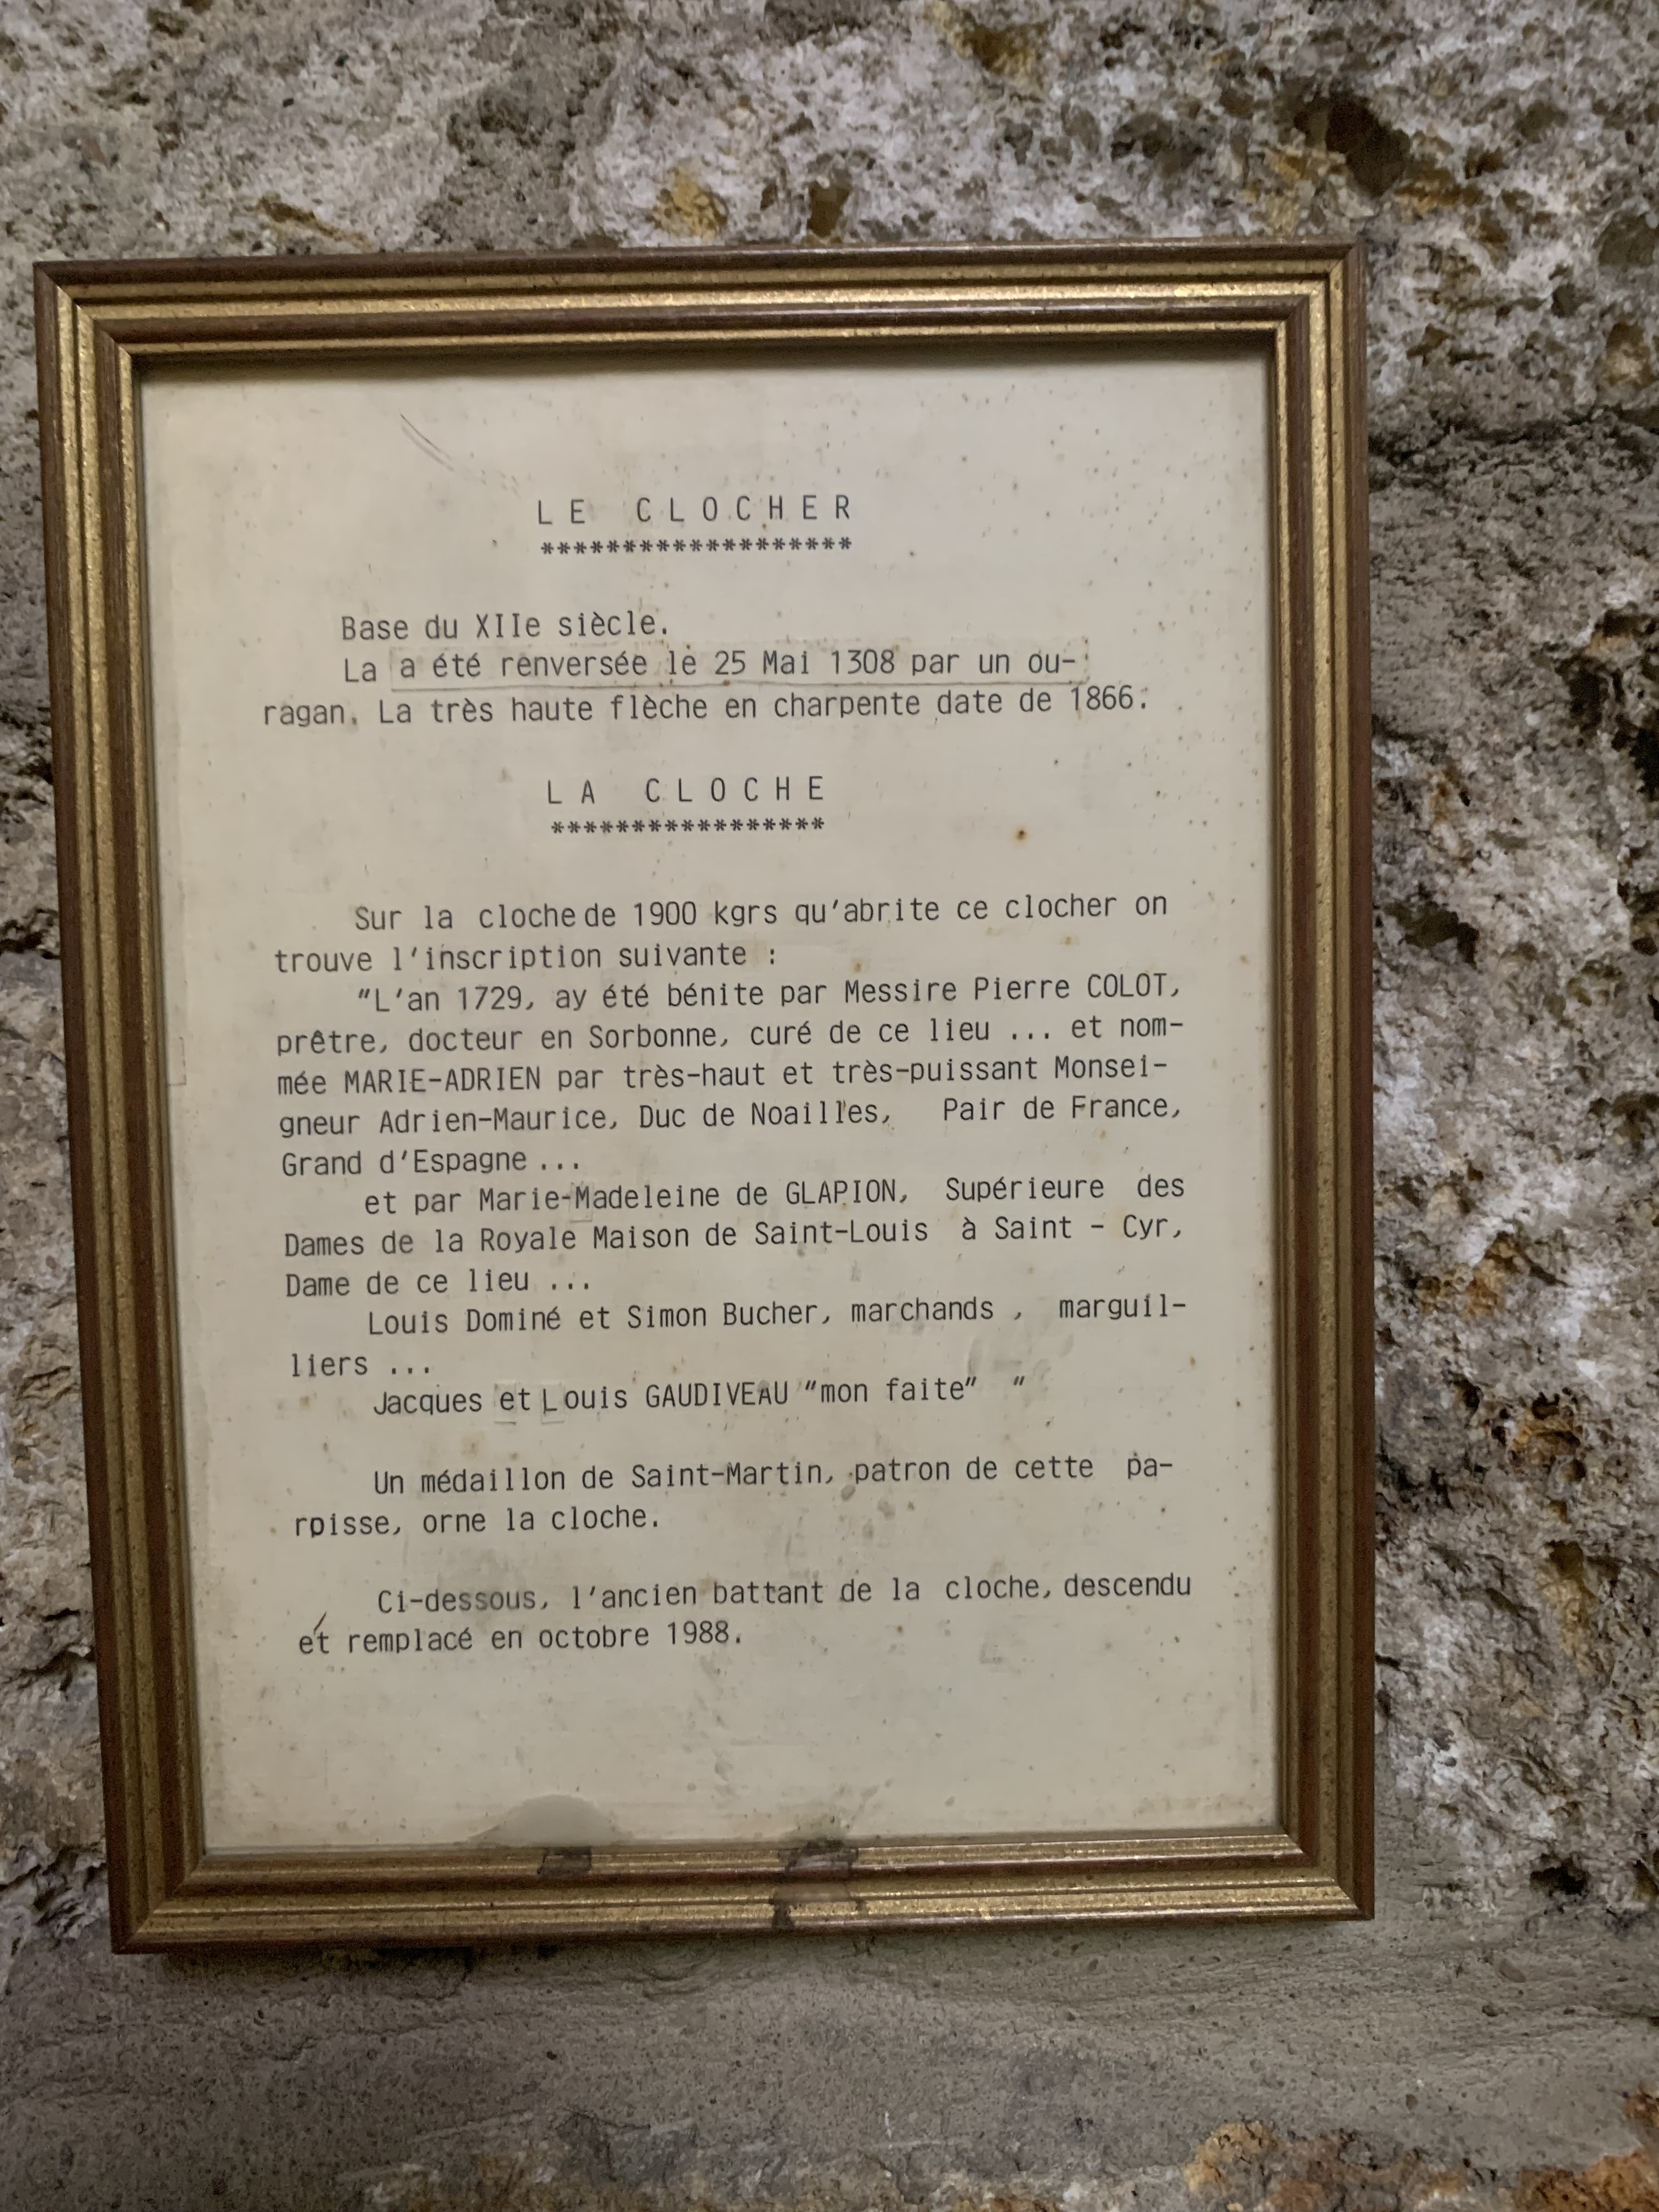 LE CLOCHER
*******************
Base du XIIe siècle.
La a été renversée le 25 Mai 1308 par un ou-
ragan. La très haute flèche en charpente date de 1866.
LA CLOCHE
*****************
Sur la cloche de 1900 kgrs qu'abrite ce clocher on
trouve l'inscription suivante :
"L'an 1729, ay été bénite par Messire Pierre COLOT,
prêtre, docteur en Sorbonne, curé de ce lieu ... et nom-
mée MARIE-ADRIEN par très-haut et très-puissant Monsei-
gneur Adrien-Maurice, Duc de Noailles, Pair de France,
Grand d'Espagne ...
et par Marie-Madeleine de GLAPION, Supérieure des
Dames de la Royale Maison de Saint-Louis à Saint - Cyr,
Dame de ce lieu ...
Louis Dominé et Simon Bucher, marchands , marguil-
liers ...
Jacques et Louis GAUDIVEAU "mon faite" "
Un médaillon de Saint-Martin, patron de cette pa-
roisse, orne la cloche.
Ci-dessous, l'ancien battant de la cloche, descendu
et remplacé en octobre 1988.